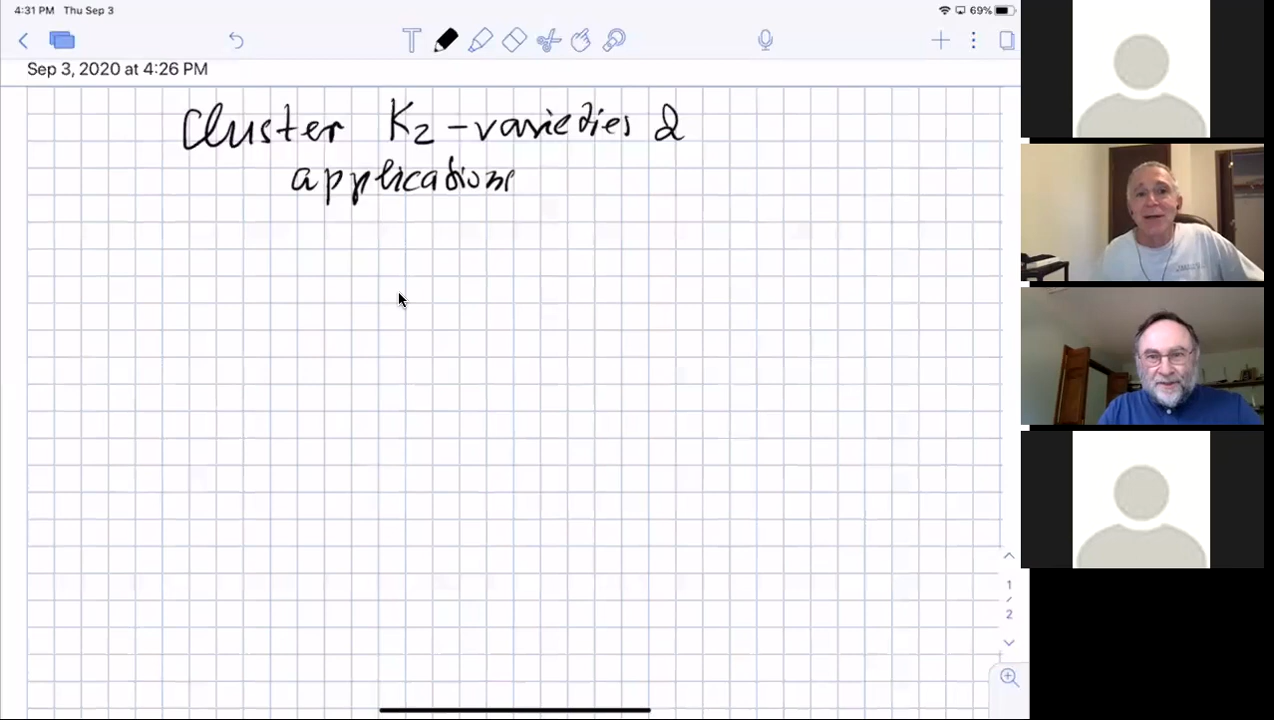 4:31 PM Thu Sep 3
69%
T
Sep 3, 2020 at 4:26 PM
Cluster K2-varieties &
applications
1
2